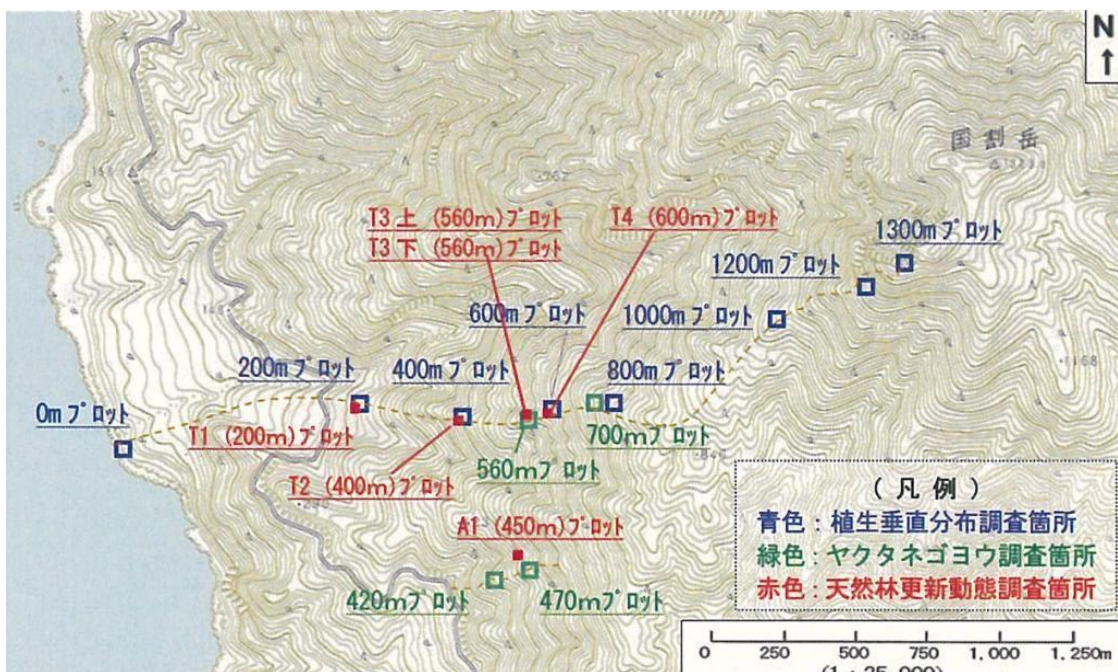 N
国割岳
T3 上 (560m)プロット
T3 下 (560m)プロット
T4 (600m)プロット
1300mプロット
1200mプロット
600mプロット
1000mプロット
200mプロット
400mプロット
800mプロット
0mプロット
T1 (200m)プロット
700mプロット
560mプロット
T2 (400m)プロット
A1 (450m)プロット
420mプロット
470mプロット
(凡例)
青色:植生垂直分布調査箇所
緑色:ヤクタネゴヨウ調査箇所
赤色:天然林更新動態調査箇所
0 250 500 750 1,000 1,250m
(1:25,000)